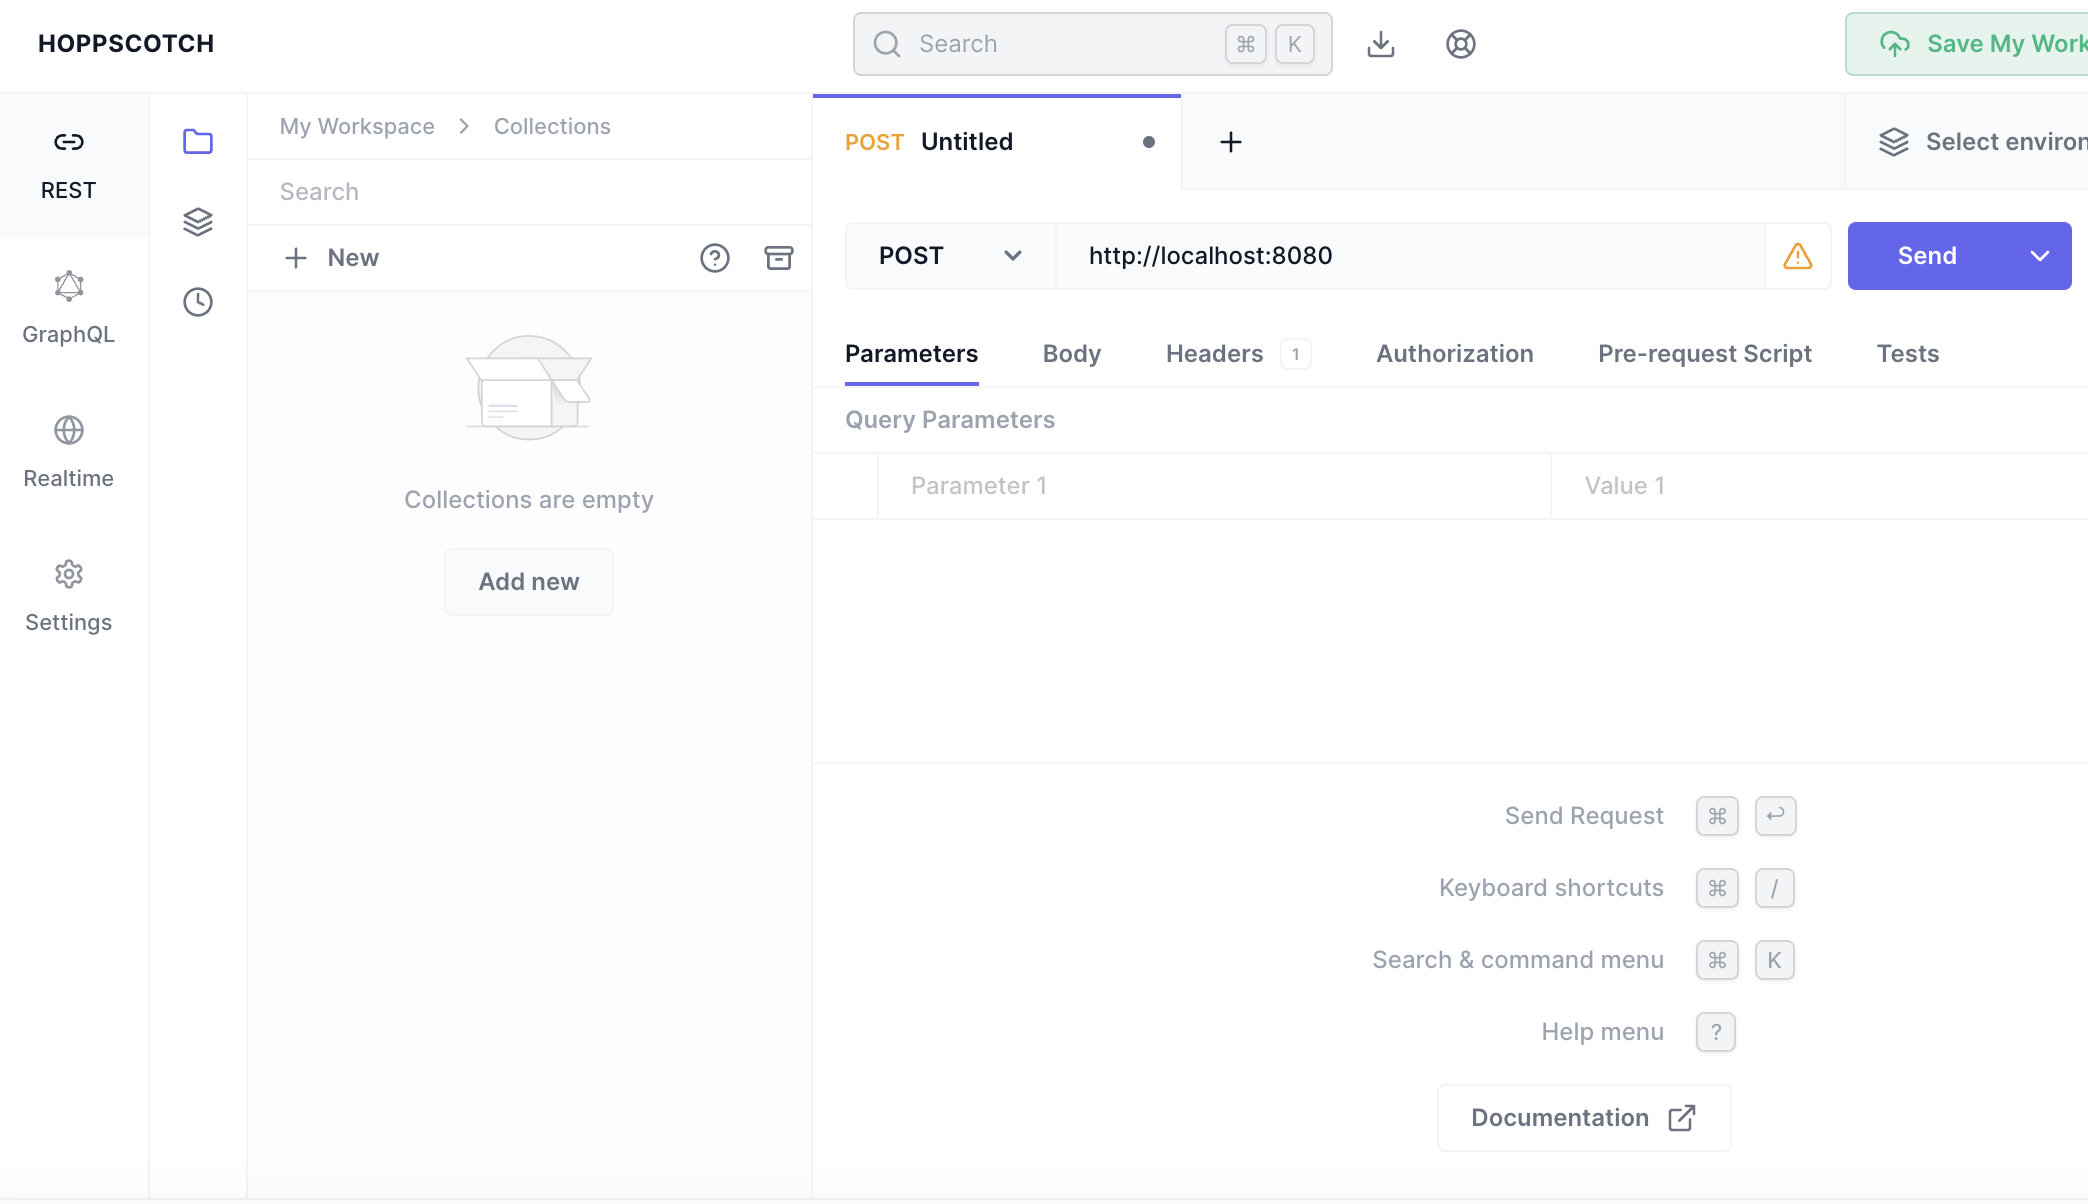 HOPPSCOTCH
Search ⌘ K
Save My Work
REST
GraphQL
Realtime
Settings
My Workspace > Collections
Search
New
Collections are empty
Add new
POST Untitled
Select environ
POST http://localhost:8080 Send
Parameters Body Headers 1 Authorization Pre-request Script Tests
Query Parameters
Parameter 1 Value 1
Send Request ⌘ ↩
Keyboard shortcuts ⌘ /
Search & command menu ⌘ K
Help menu ?
Documentation